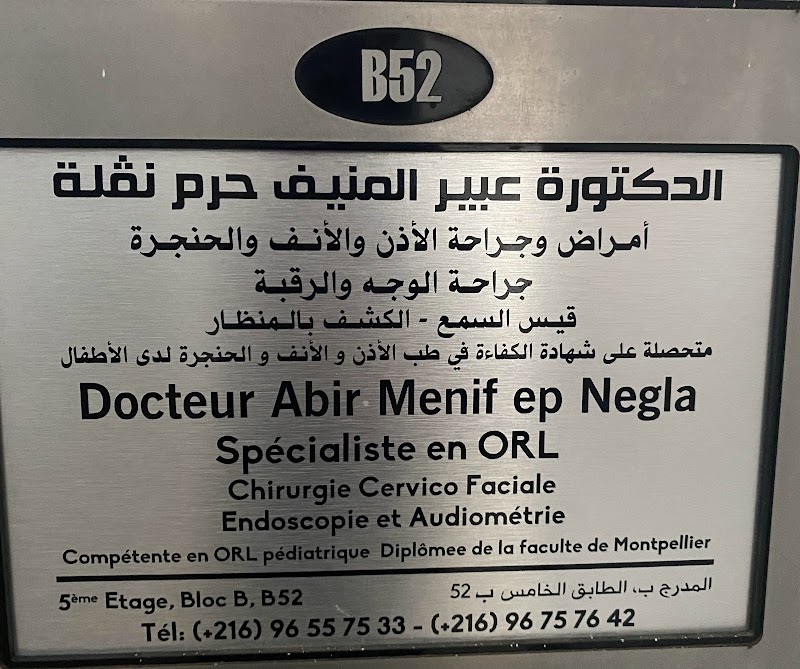 B52
الدكتورة عبير المنيف حرم نڨلة
أمراض وجراحة الأذن والأنف والحنجرة
جراحة الوجه والرقبة
قيس السمع - الكشف بالمنظار
متحصلة على شهادة الكفاءة في طب الأذن و الأنف و الحنجرة لدى الأطفال
Docteur Abir Menif ep Negla
Spécialiste en ORL
Chirurgie Cervico Faciale
Endoscopie et Audiométrie
Compétente en ORL pédiatrique Diplômee de la faculte de Montpellier
5ème Etage, Bloc B, B52 المدرج ب، الطابق الخامس ب 52
Tél: (+216) 96 55 75 33 - (+216) 96 75 76 42